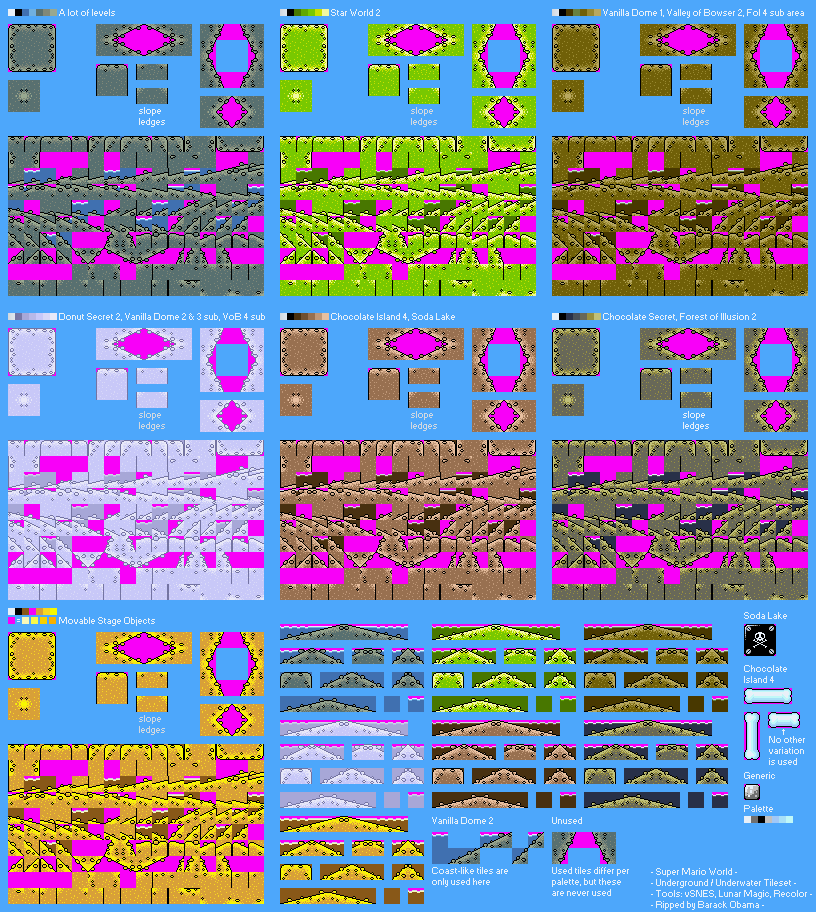 A lot of levels
Star World 2
Vanilla Dome 1, Valley of Bowser 2, FoI 4 sub area
slope
ledges
slope
ledges
slope
ledges
Donut Secret 2, Vanilla Dome 2 & 3 sub, VoB 4 sub
Chocolate Island 4, Soda Lake
Chocolate Secret, Forest of Illusion 2
slope
ledges
slope
ledges
slope
ledges
Movable Stage Objects
slope
ledges
Soda Lake
Chocolate
Island 4
No other
variation
is used
Generic
Palette
Vanilla Dome 2
Coast-like tiles are
only used here
Unused
Used tiles differ per
palette, but these
are never used
- Super Mario World -
- Underground / Underwater Tileset -
- Tools: vSNES, Lunar Magic, Recolor -
- Ripped by Barack Obama -